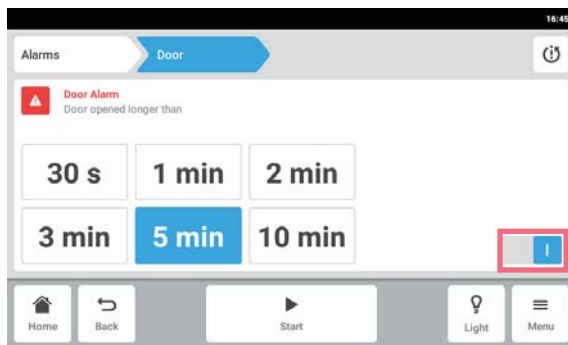 16:45
Alarms Door
Door Alarm
Door opened longer than
30 s 1 min 2 min
3 min 5 min 10 min
I
Home Back Start Light Menu